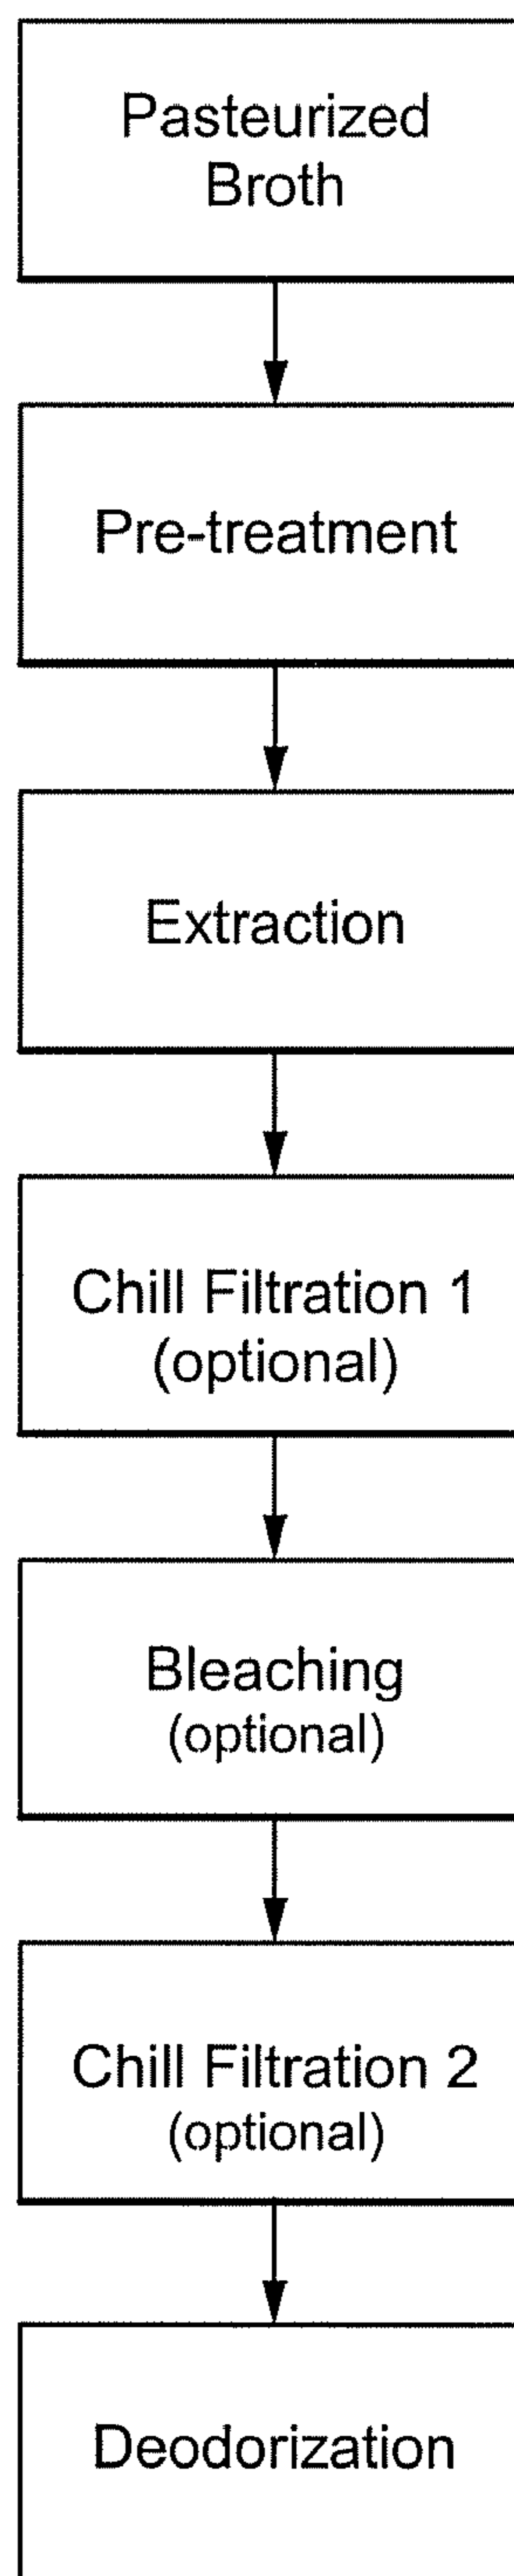 Pasteurized
Broth
Pre-treatment
Extraction
Chill Filtration 1
(optional)
Bleaching
(optional)
Chill Filtration 2
(optional)
Deodorization